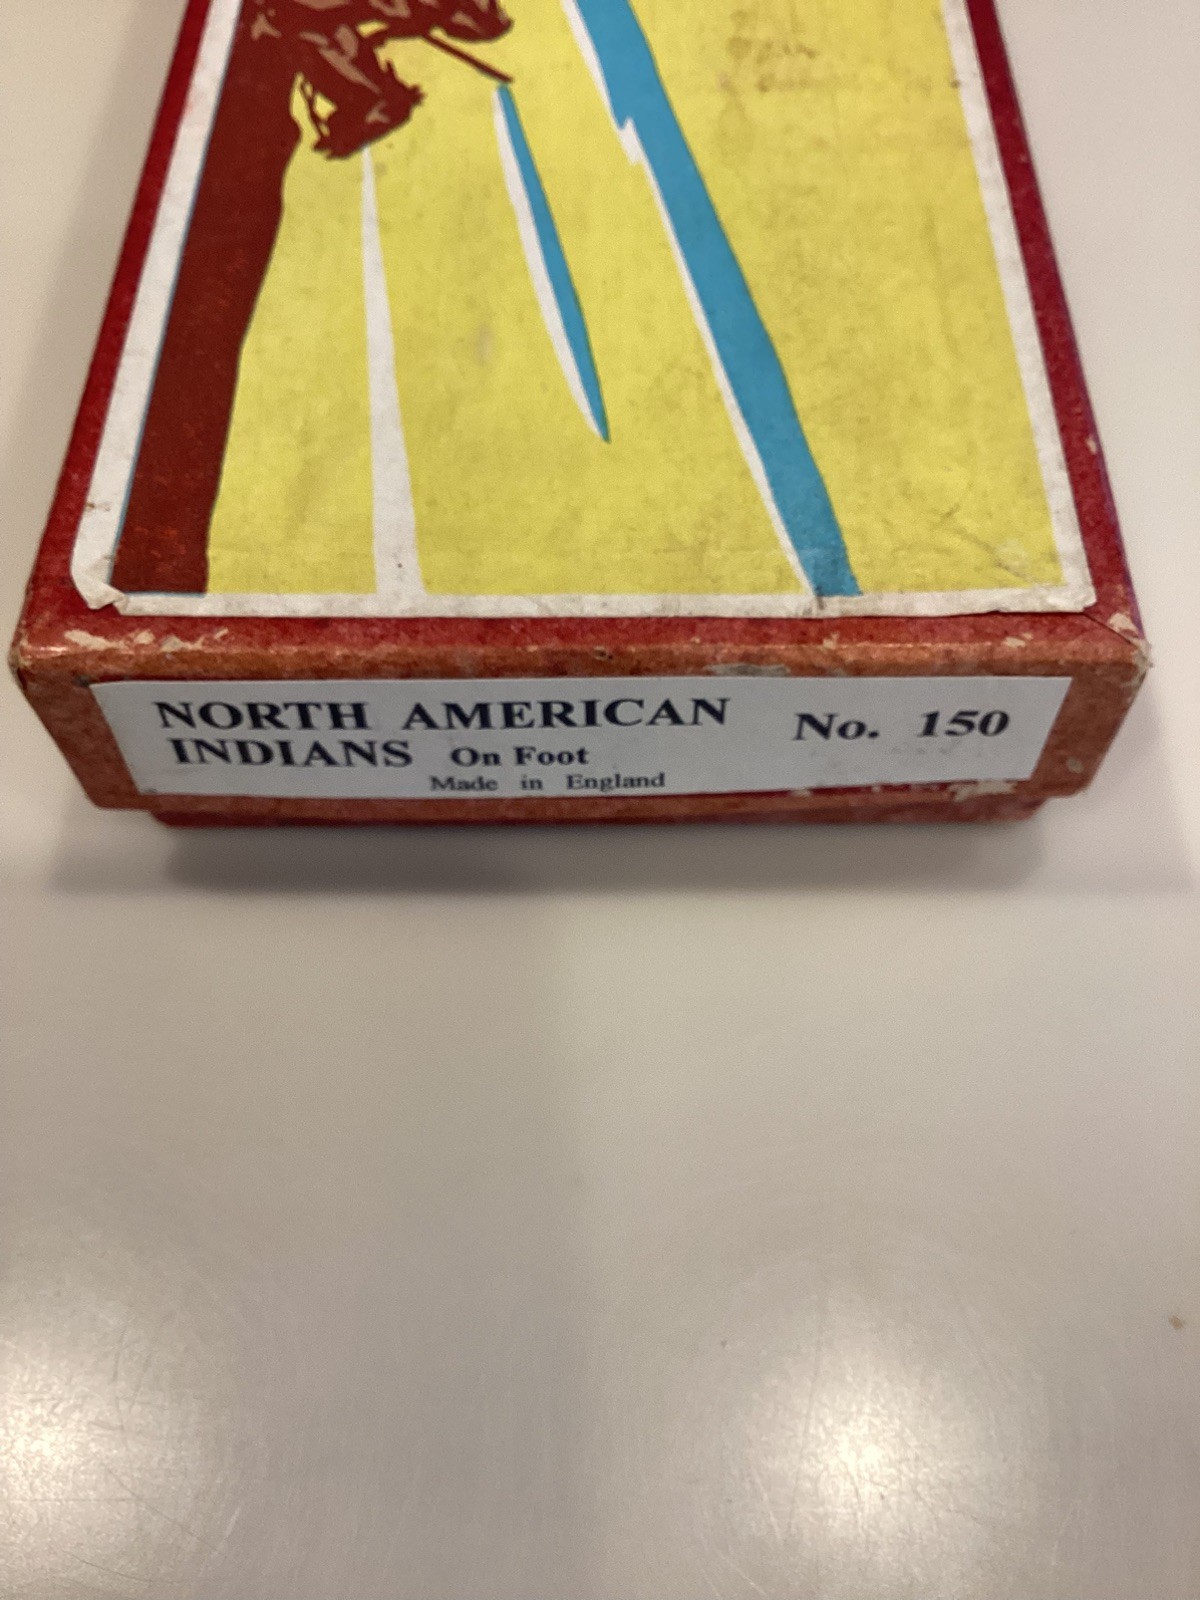 NORTH AMERICAN No. 150
INDIANS On Foot
Made in England